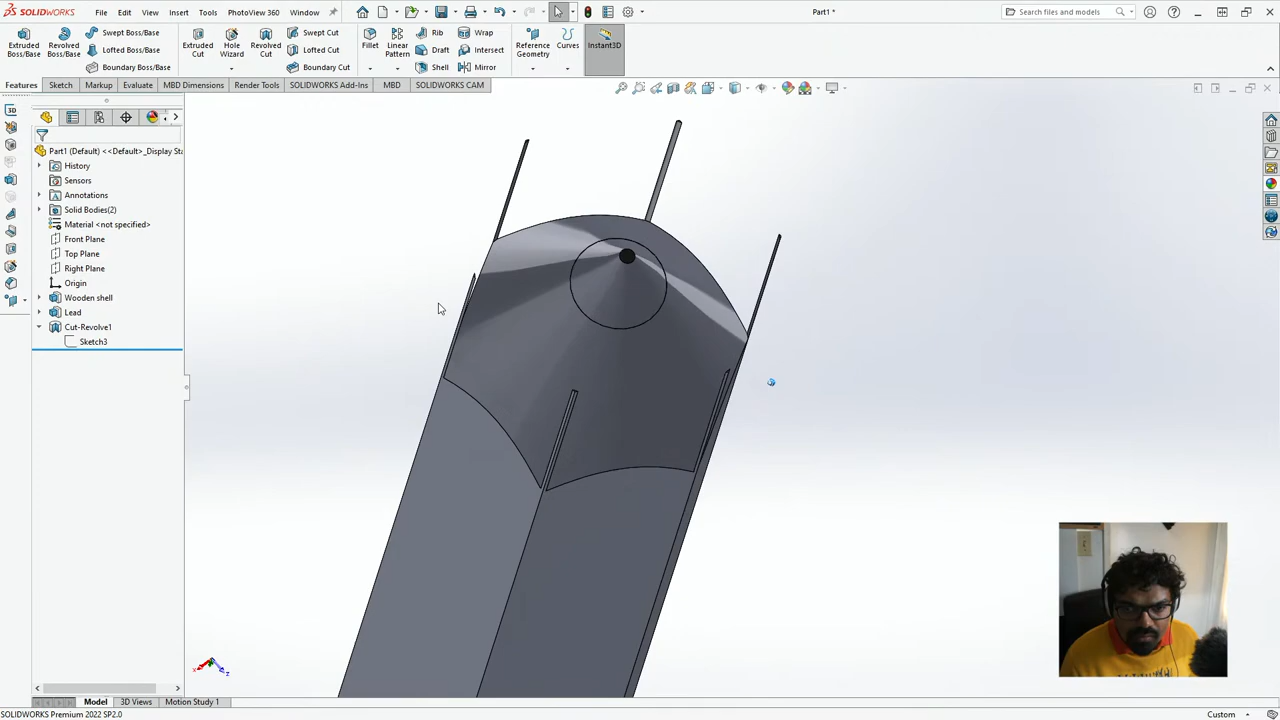 SOLIDWORKS File Edit View Insert Tools PhotoView 360 Window Part1 * Search files and models
Extruded Boss/Base
Revolved Boss/Base
Swept Boss/Base
Lofted Boss/Base
Boundary Boss/Base
Extruded Cut
Hole Wizard
Revolved Cut
Swept Cut
Lofted Cut
Boundary Cut
Fillet
Linear Pattern
Rib
Draft
Shell
Wrap
Intersect
Mirror
Reference Geometry
Curves
Instant3D
Features Sketch Markup Evaluate MBD Dimensions Render Tools SOLIDWORKS Add-Ins MBD SOLIDWORKS CAM
Part1 (Default) <<Default>_Display Sta
History
Sensors
Annotations
Solid Bodies(2)
Material <not specified>
Front Plane
Top Plane
Right Plane
Origin
Wooden shell
Lead
Cut-Revolve1
Sketch3
x z
Model 3D Views Motion Study 1
SOLIDWORKS Premium 2022 SP2.0 Custom